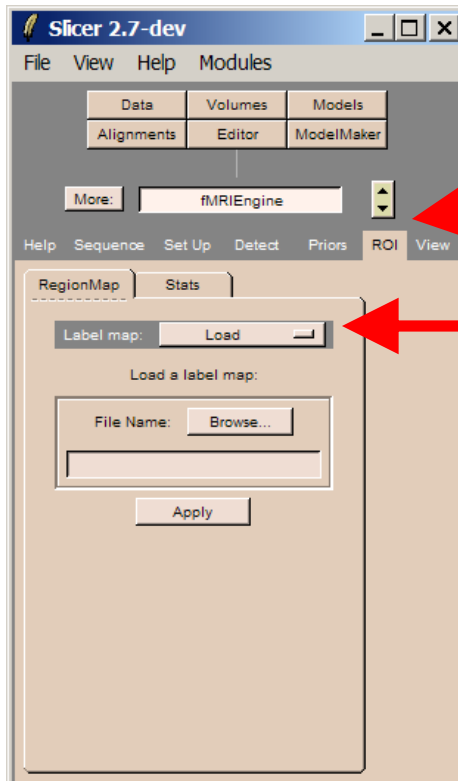 Slicer 2.7-dev
File View Help Modules
Data Volumes Models
Alignments Editor ModelMaker
More: fMRIEngine
Help Sequence Set Up Detect Priors ROI View
RegionMap Stats
Label map: Load
Load a label map:
File Name: Browse...
Apply